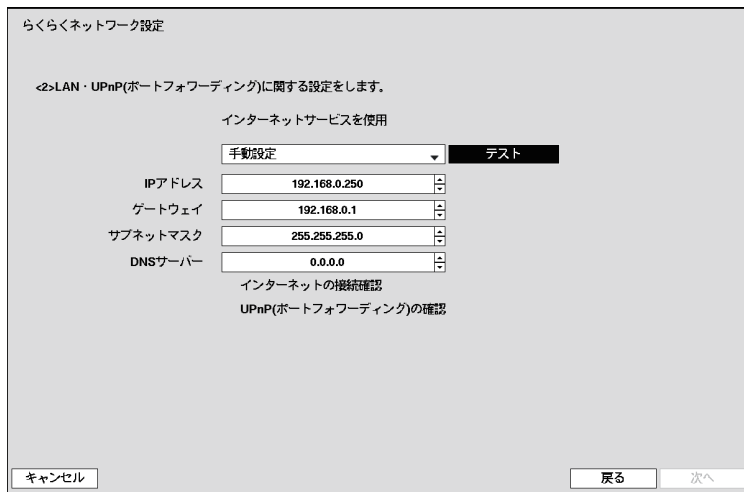 らくらくネットワーク設定
<2>LAN・UPnP(ポートフォワーディング)に関する設定をします。
インターネットサービスを使用
手動設定 テスト
IPアドレス 192.168.0.250
ゲートウェイ 192.168.0.1
サブネットマスク 255.255.255.0
DNSサーバー 0.0.0.0
インターネットの接続確認
UPnP(ポートフォワーディング)の確認
キャンセル 戻る 次へ